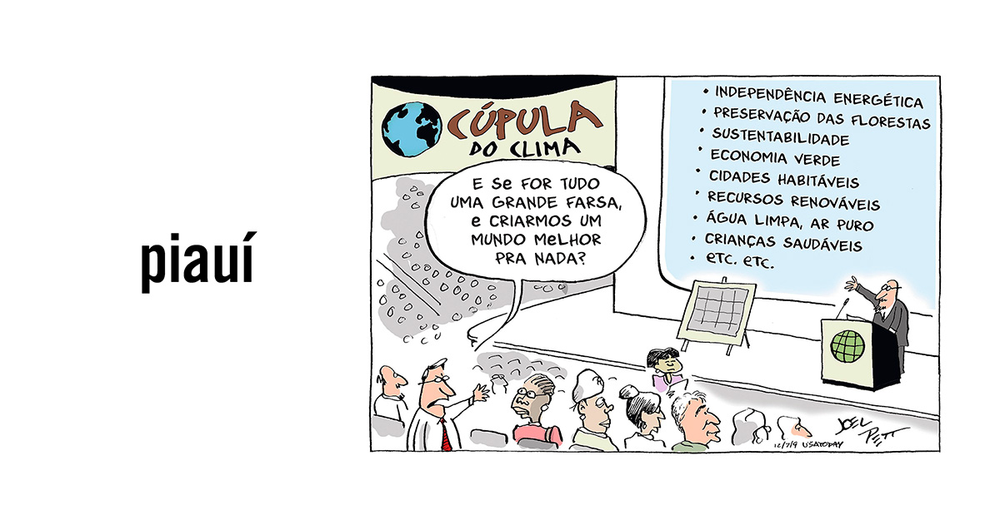 piauí
CÚPULA
DO CLIMA
E SE FOR TUDO
UMA GRANDE FARSA,
E CRIARMOS UM
MUNDO MELHOR
PRA NADA?
• INDEPENDÊNCIA ENERGÉTICA
• PRESERVAÇÃO DAS FLORESTAS
• SUSTENTABILIDADE
• ECONOMIA VERDE
• CIDADES HABITÁVEIS
• RECURSOS RENOVÁVEIS
• ÁGUA LIMPA, AR PURO
• CRIANÇAS SAUDÁVEIS
• ETC. ETC.
JOEL
PETT
12/7/9 USA TODAY